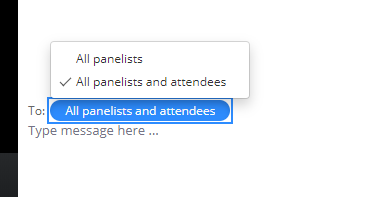 All panelists
All panelists and attendees
To: All panelists and attendees
Type message here ...